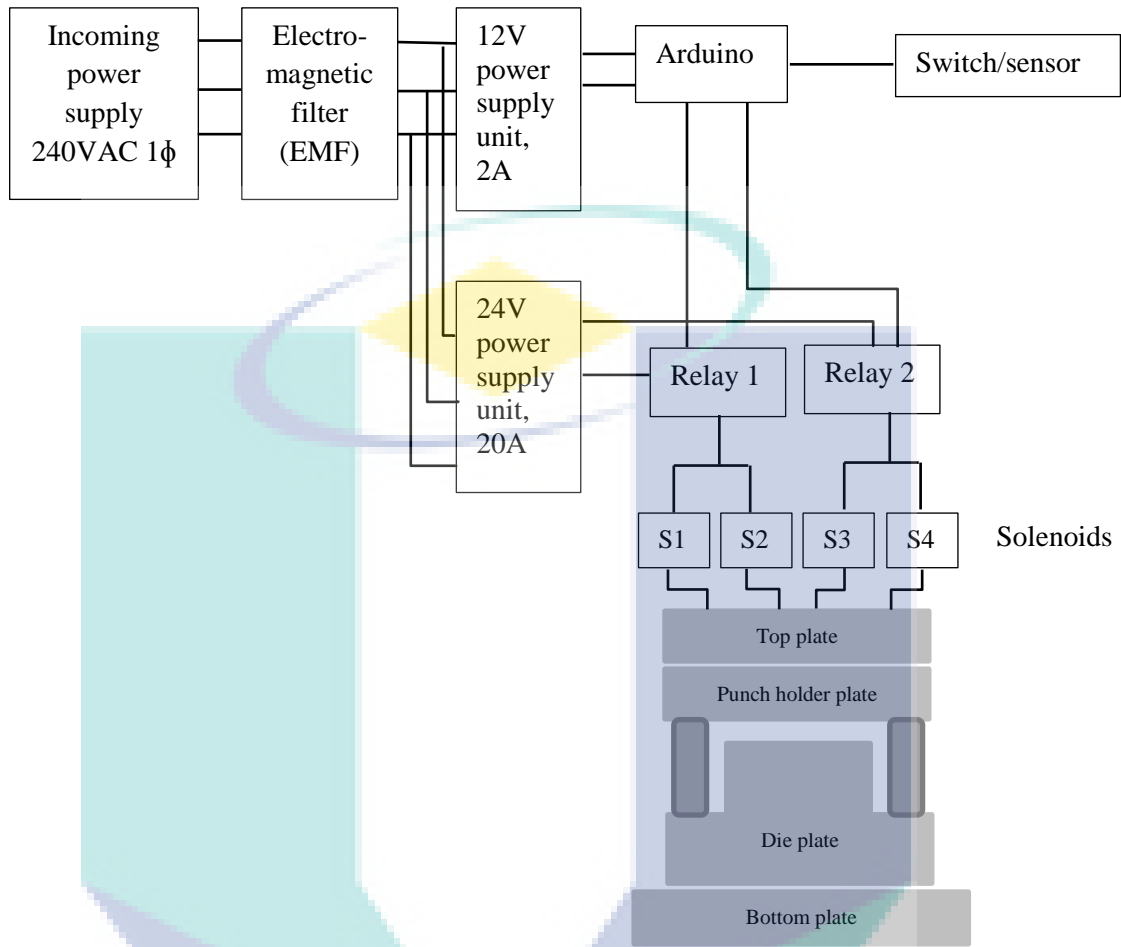 Incoming
power
supply
240VAC 1ϕ
Electro-
magnetic
filter
(EMF)
12V
power
supply
unit,
2A
Arduino
Switch/sensor
24V
power
supply
unit,
20A
Relay 1
Relay 2
S1
S2
S3
S4
Solenoids
Top plate
Punch holder plate
Die plate
Bottom plate